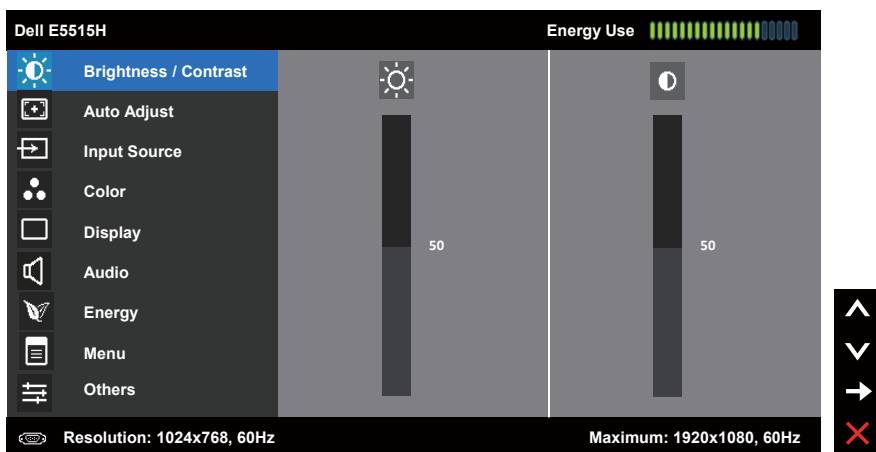 Dell E5515H
Energy Use
Brightness / Contrast
Auto Adjust
Input Source
Color
Display
Audio
Energy
Menu
Others
50
50
Resolution: 1024x768, 60Hz
Maximum: 1920x1080, 60Hz